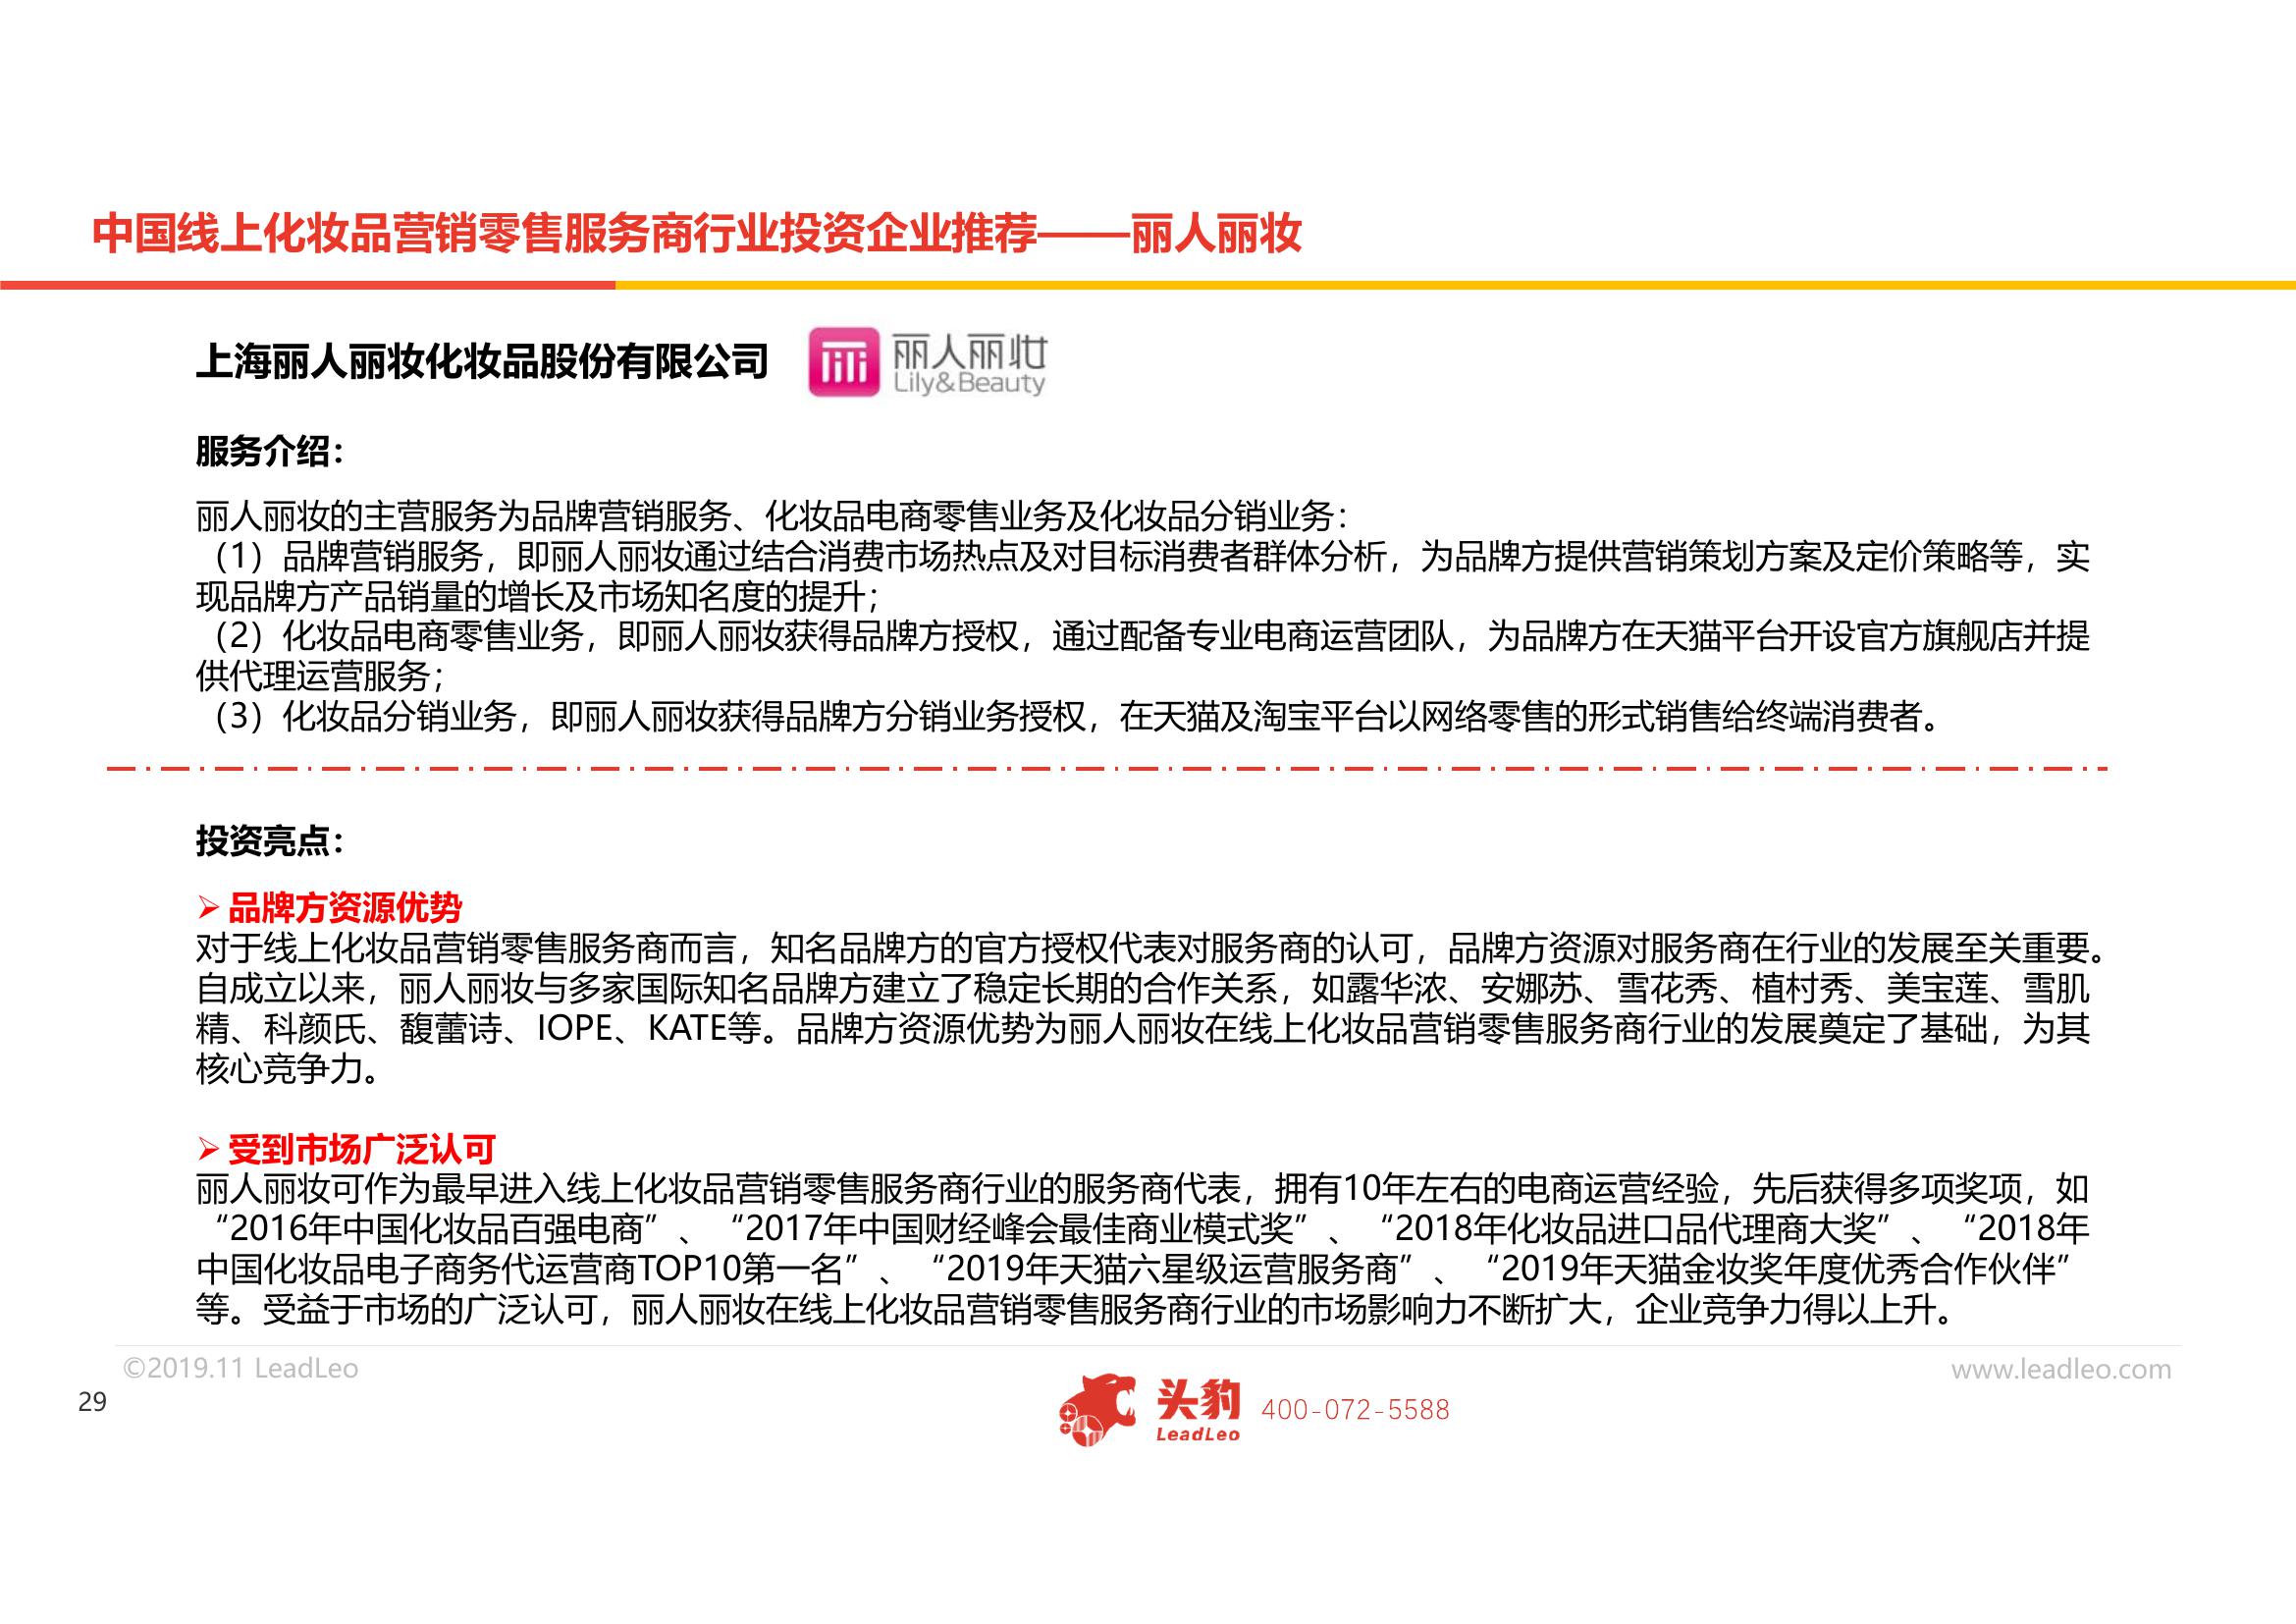 中国线上化妆品营销零售服务商行业投资企业推荐——丽人丽妆
上海丽人丽妆化妆品股份有限公司
丽人丽妆
Lily&Beauty
服务介绍：
丽人丽妆的主营服务为品牌营销服务、化妆品电商零售业务及化妆品分销业务：
（1）品牌营销服务，即丽人丽妆通过结合消费市场热点及对目标消费者群体分析，为品牌方提供营销策划方案及定价策略等，实
现品牌方产品销量的增长及市场知名度的提升；
（2）化妆品电商零售业务，即丽人丽妆获得品牌方授权，通过配备专业电商运营团队，为品牌方在天猫平台开设官方旗舰店并提
供代理运营服务；
（3）化妆品分销业务，即丽人丽妆获得品牌方分销业务授权，在天猫及淘宝平台以网络零售的形式销售给终端消费者。
投资亮点：
➢ 品牌方资源优势
对于线上化妆品营销零售服务商而言，知名品牌方的官方授权代表对服务商的认可，品牌方资源对服务商在行业的发展至关重要。
自成立以来，丽人丽妆与多家国际知名品牌方建立了稳定长期的合作关系，如露华浓、安娜苏、雪花秀、植村秀、美宝莲、雪肌
精、科颜氏、馥蕾诗、IOPE、KATE等。品牌方资源优势为丽人丽妆在线上化妆品营销零售服务商行业的发展奠定了基础，为其
核心竞争力。
➢ 受到市场广泛认可
丽人丽妆可作为最早进入线上化妆品营销零售服务商行业的服务商代表，拥有10年左右的电商运营经验，先后获得多项奖项，如
“2016年中国化妆品百强电商”、“2017年中国财经峰会最佳商业模式奖”、“2018年化妆品进口品代理商大奖”、“2018年
中国化妆品电子商务代运营商TOP10第一名”、“2019年天猫六星级运营服务商”、“2019年天猫金妆奖年度优秀合作伙伴”
等。受益于市场的广泛认可，丽人丽妆在线上化妆品营销零售服务商行业的市场影响力不断扩大，企业竞争力得以上升。
©2019.11 LeadLeo
www.leadleo.com
29
头豹
LeadLeo
400-072-5588